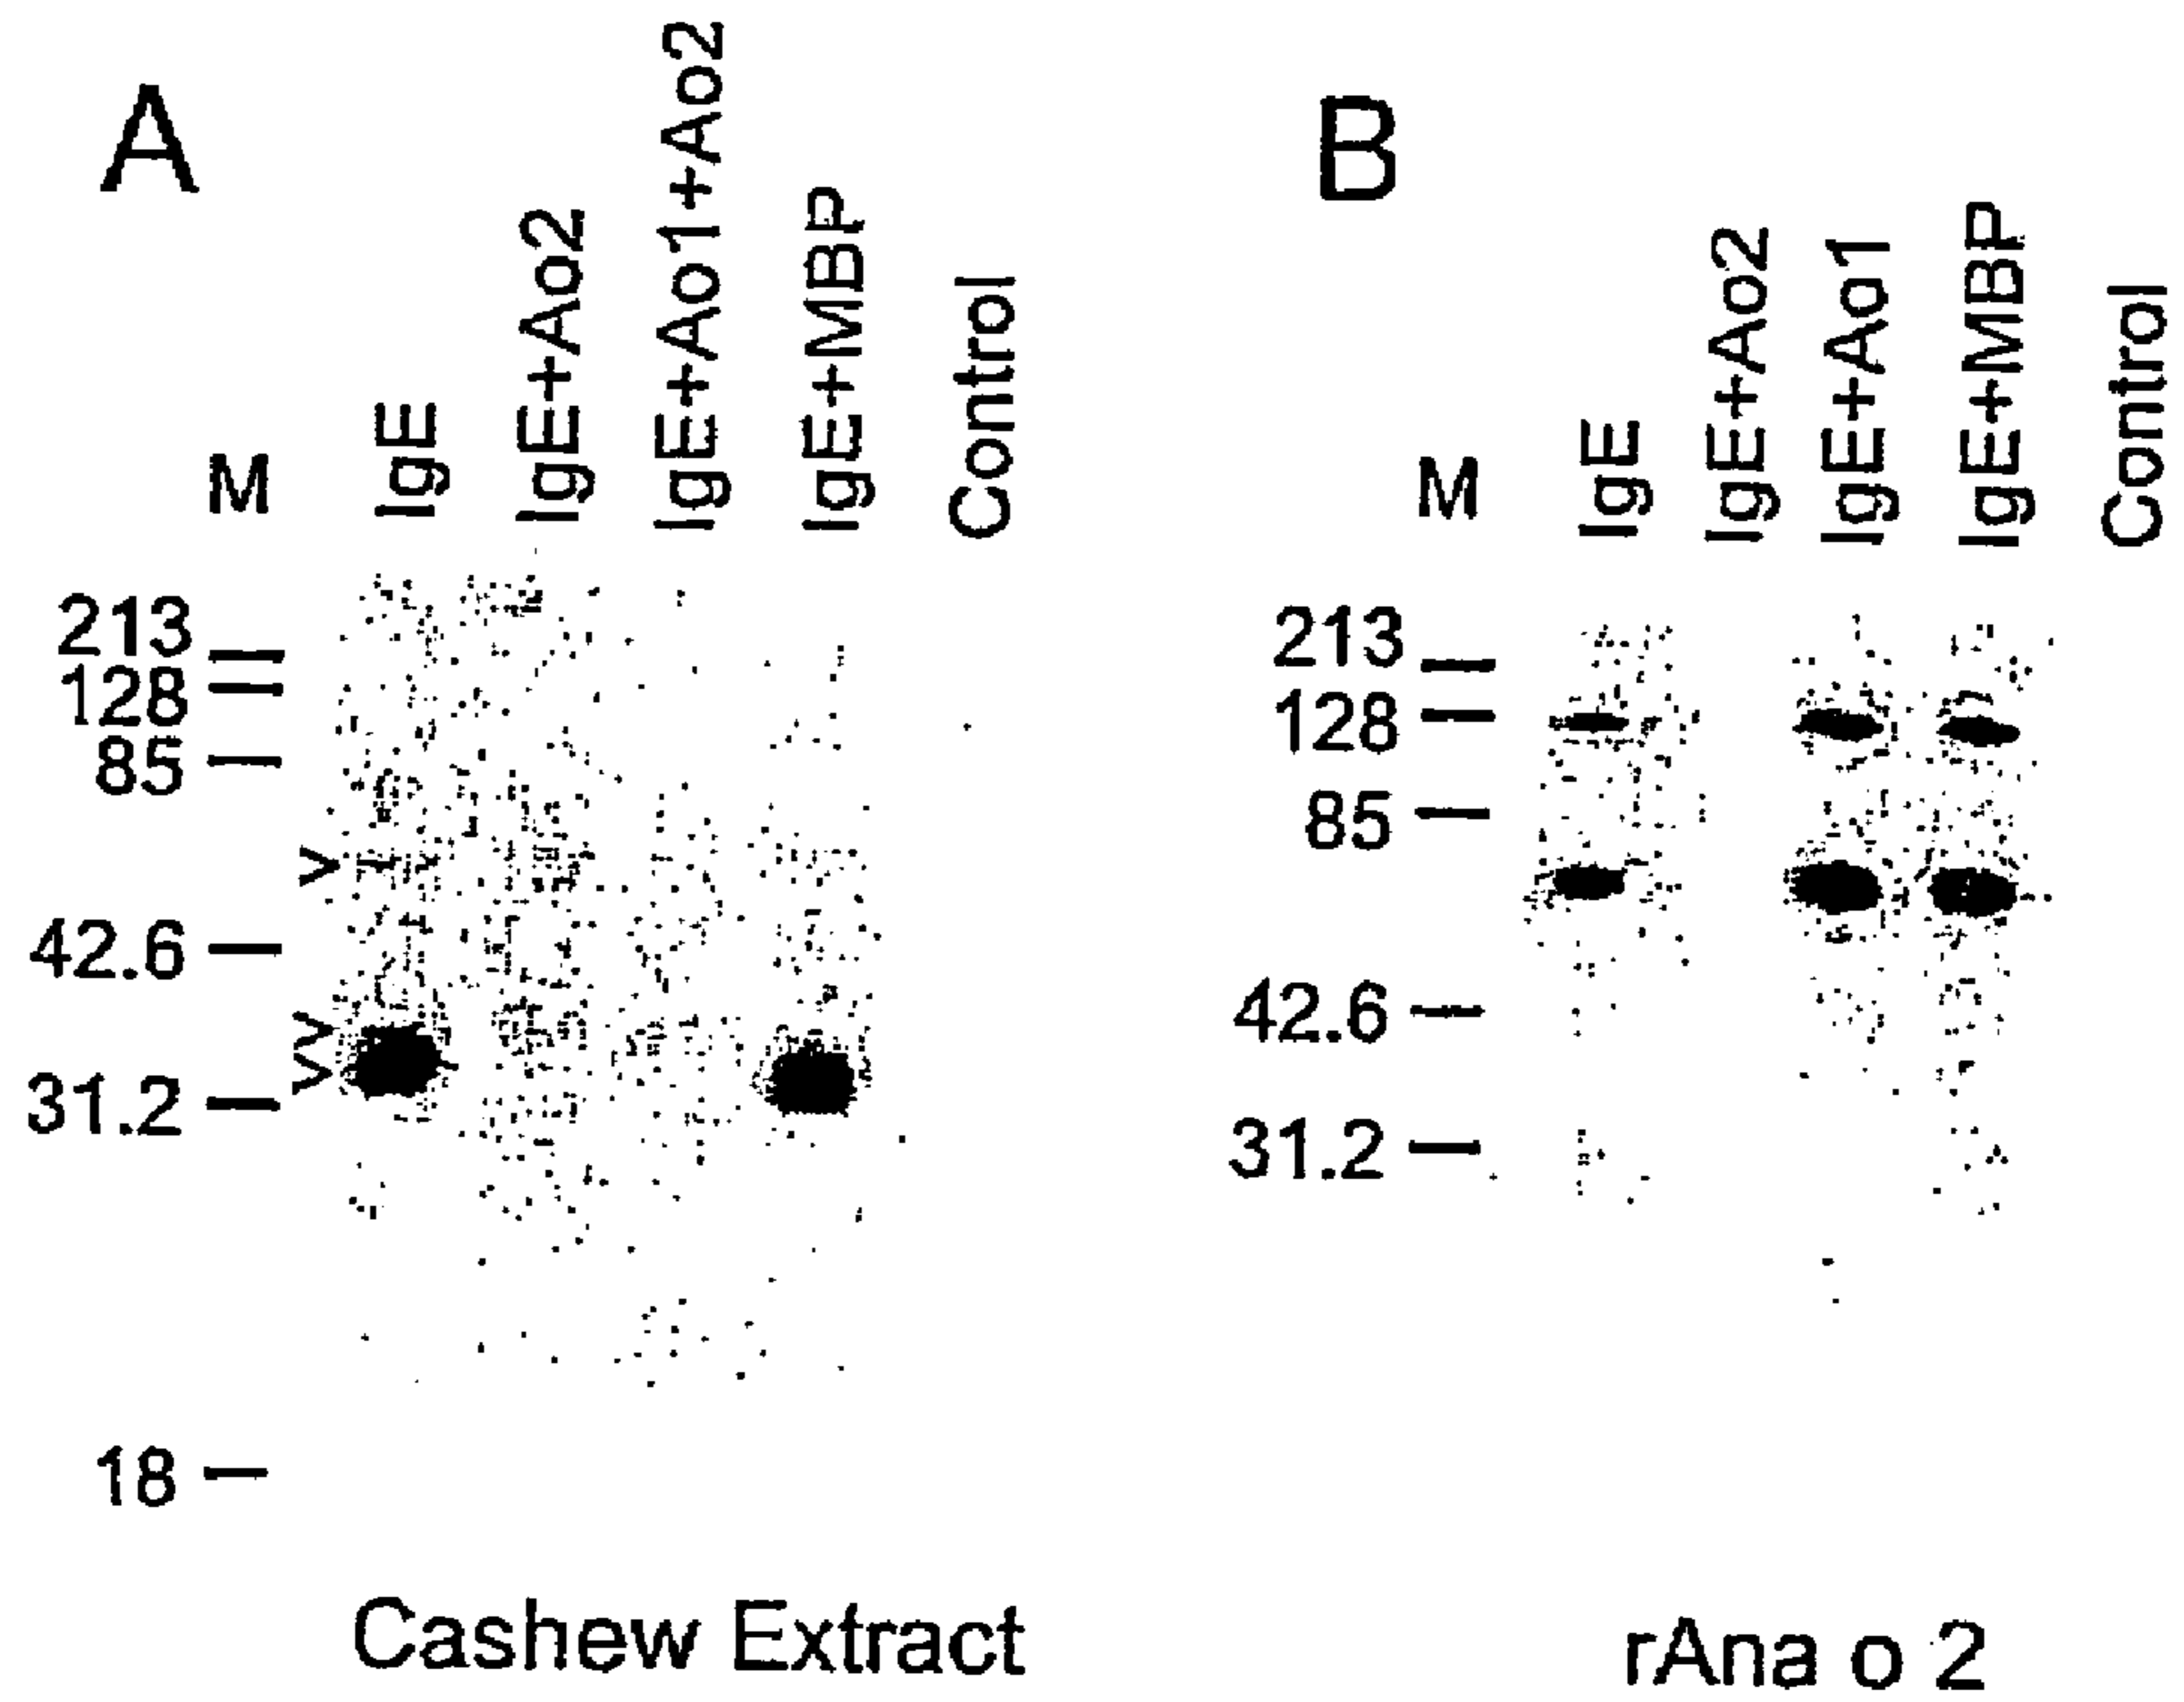 A
M
IgE
IgE+Ao2
IgE+Ao1+Ao2
IgE+MBP
Control
213
128
85
42.6
31.2
18
Cashew Extract
B
M
IgE
IgE+Ao2
IgE+Ao1
IgE+MBP
Control
213
128
85
42.6
31.2
rAna o 2